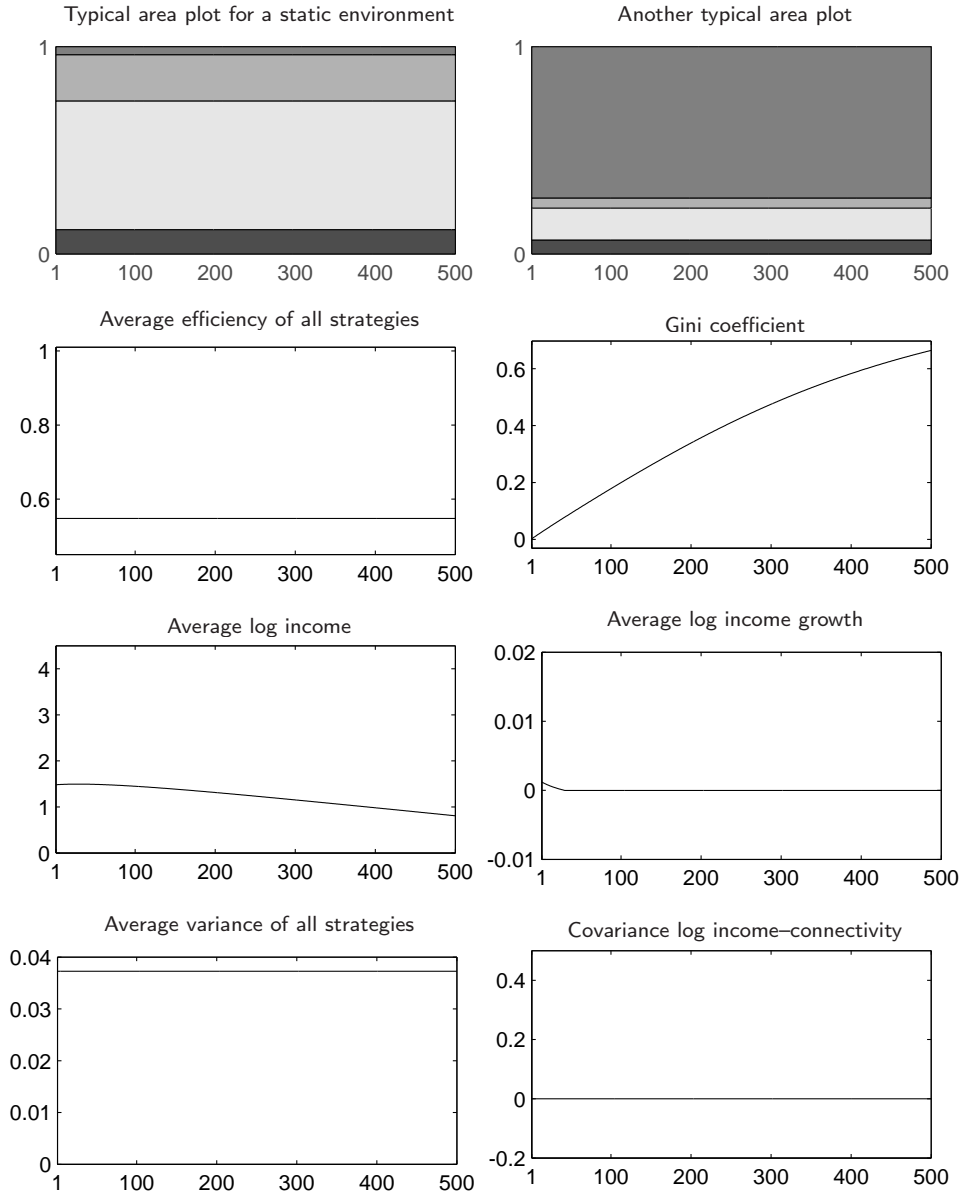 Typical area plot for a static environment
1
0
1 100 200 300 400 500
Another typical area plot
1
0
1 100 200 300 400 500
Average efficiency of all strategies
1
0.8
0.6
1 100 200 300 400 500
Gini coefficient
0.6
0.4
0.2
0
1 100 200 300 400 500
Average log income
4
3
2
1
0
1 100 200 300 400 500
Average log income growth
0.02
0.01
0
-0.01
1 100 200 300 400 500
Average variance of all strategies
0.04
0.03
0.02
0.01
0
1 100 200 300 400 500
Covariance log income–connectivity
0.4
0.2
0
-0.2
1 100 200 300 400 500